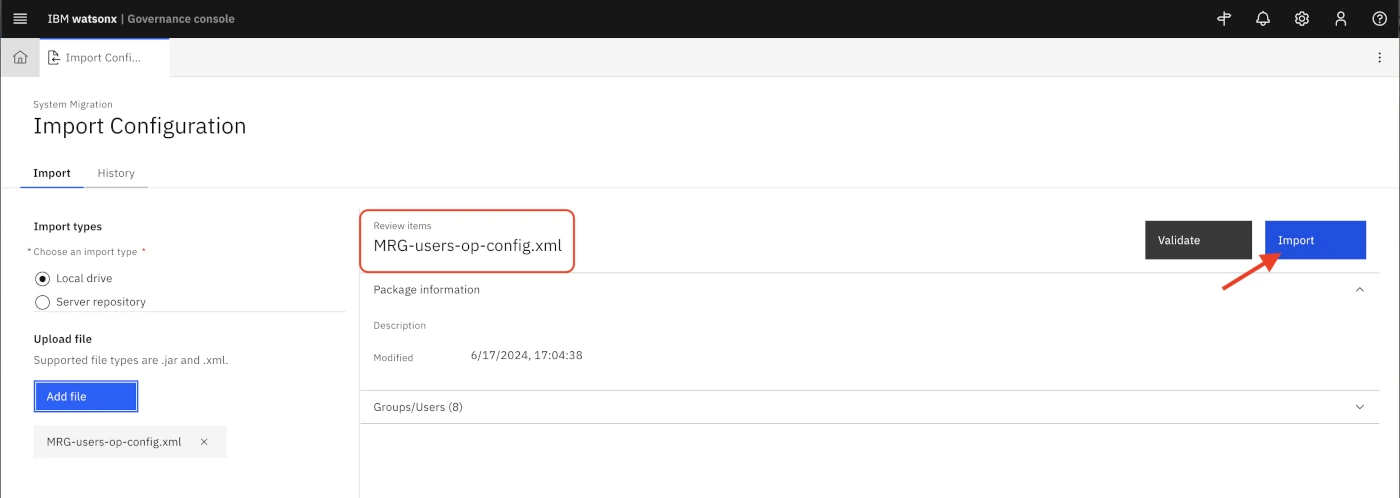 IBM watsonx | Governance console
Import Confi...
System Migration
Import Configuration
Import
History
Import types
* Choose an import type *
Local drive
Server repository
Upload file
Supported file types are .jar and .xml.
Add file
MRG-users-op-config.xml
Review items
MRG-users-op-config.xml
Validate
Import
Package information
Description
Modified 6/17/2024, 17:04:38
Groups/Users (8)